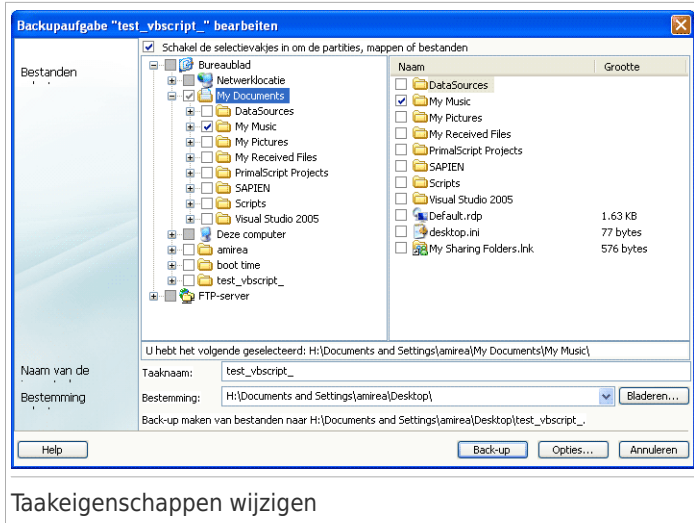 Backupaufgabe "test_vbscript_" bearbeiten
Schakel de selectievakjes in om de partities, mappen of bestanden
Bestanden
Bureaublad
Netwerklocatie
My Documents
DataSources
My Music
My Pictures
My Received Files
PrimalScript Projects
SAPIEN
Scripts
Visual Studio 2005
Deze computer
amirea
boot time
test_vbscript_
FTP-server
Naam Grootte
DataSources
My Music
My Pictures
My Received Files
PrimalScript Projects
SAPIEN
Scripts
Visual Studio 2005
Default.rdp 1.63 KB
desktop.ini 77 bytes
My Sharing Folders.lnk 576 bytes
U hebt het volgende geselecteerd: H:\Documents and Settings\amirea\My Documents\My Music\
Naam van de
Taaknaam: test_vbscript_
Bestemming
Bestemming: H:\Documents and Settings\amirea\Desktop\ Bladeren...
Back-up maken van bestanden naar H:\Documents and Settings\amirea\Desktop\test_vbscript_.
Help Back-up Opties... Annuleren
Taakeigenschappen wijzigen